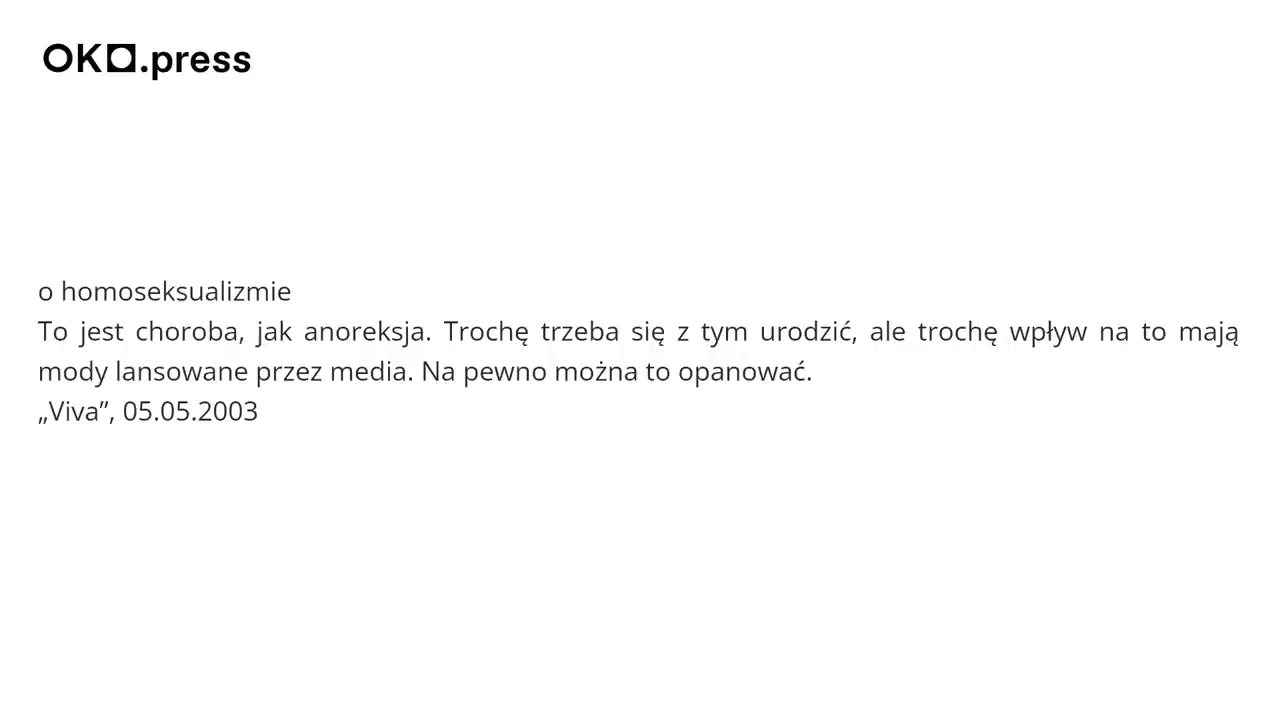 OKO.press
o homoseksualizmie
To jest choroba, jak anoreksja. Trochę trzeba się z tym urodzić, ale trochę wpływ na to mają
mody lansowane przez media. Na pewno można to opanować.
„Viva”, 05.05.2003